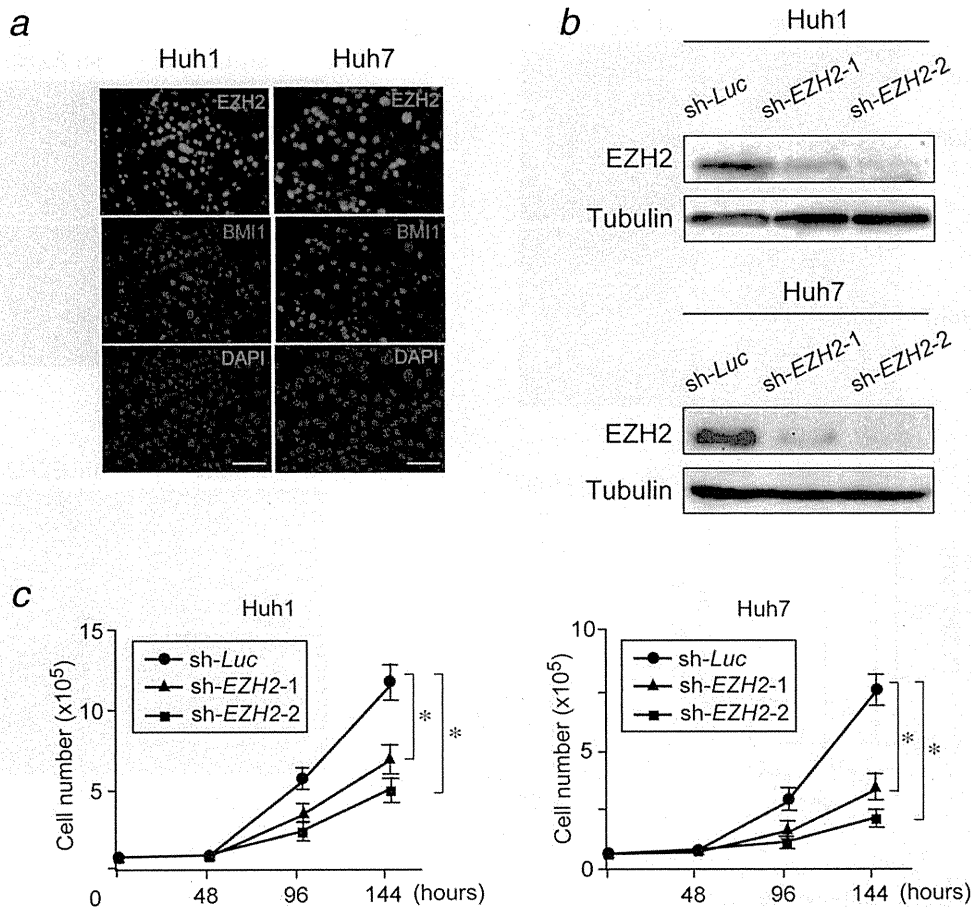 a
Huh1 Huh7
EZH2 EZH2
BMI1 BMI1
DAPI DAPI
b
Huh1
sh-Luc sh-EZH2-1 sh-EZH2-2
EZH2
Tubulin
Huh7
sh-Luc sh-EZH2-1 sh-EZH2-2
EZH2
Tubulin
c
Huh1
Cell number (x10⁵)
15
10
5
0 48 96 144 (hours)
sh-Luc
sh-EZH2-1
sh-EZH2-2
* *
Huh7
Cell number (x10⁵)
10
5
0
48 96 144 (hours)
sh-Luc
sh-EZH2-1
sh-EZH2-2
* *